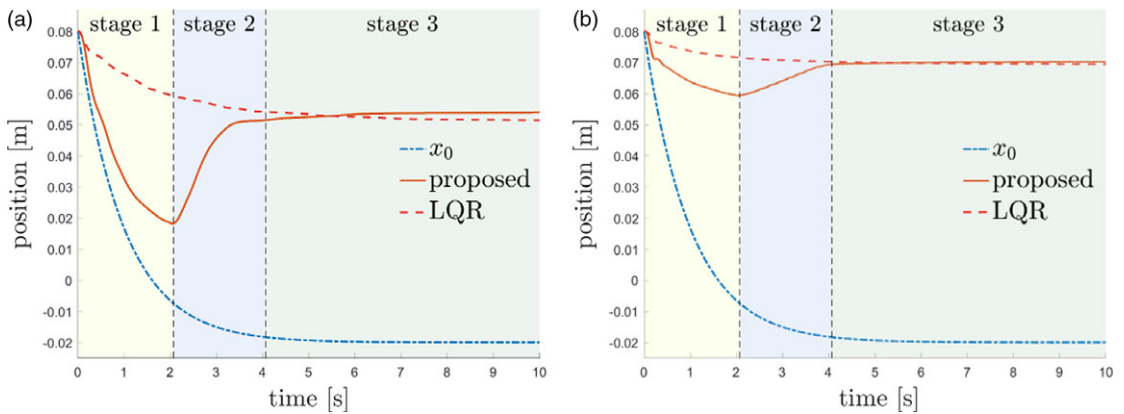 (a)
stage 1 stage 2 stage 3
0.08
0.07
0.06
0.05
0.04
0.03
0.02
0.01
0
-0.01
-0.02
position [m]
x₀
proposed
LQR
0 1 2 3 4 5 6 7 8 9 10
time [s]
(b)
stage 1 stage 2 stage 3
0.08
0.07
0.06
0.05
0.04
0.03
0.02
0.01
0
-0.01
-0.02
position [m]
x₀
proposed
LQR
0 1 2 3 4 5 6 7 8 9 10
time [s]